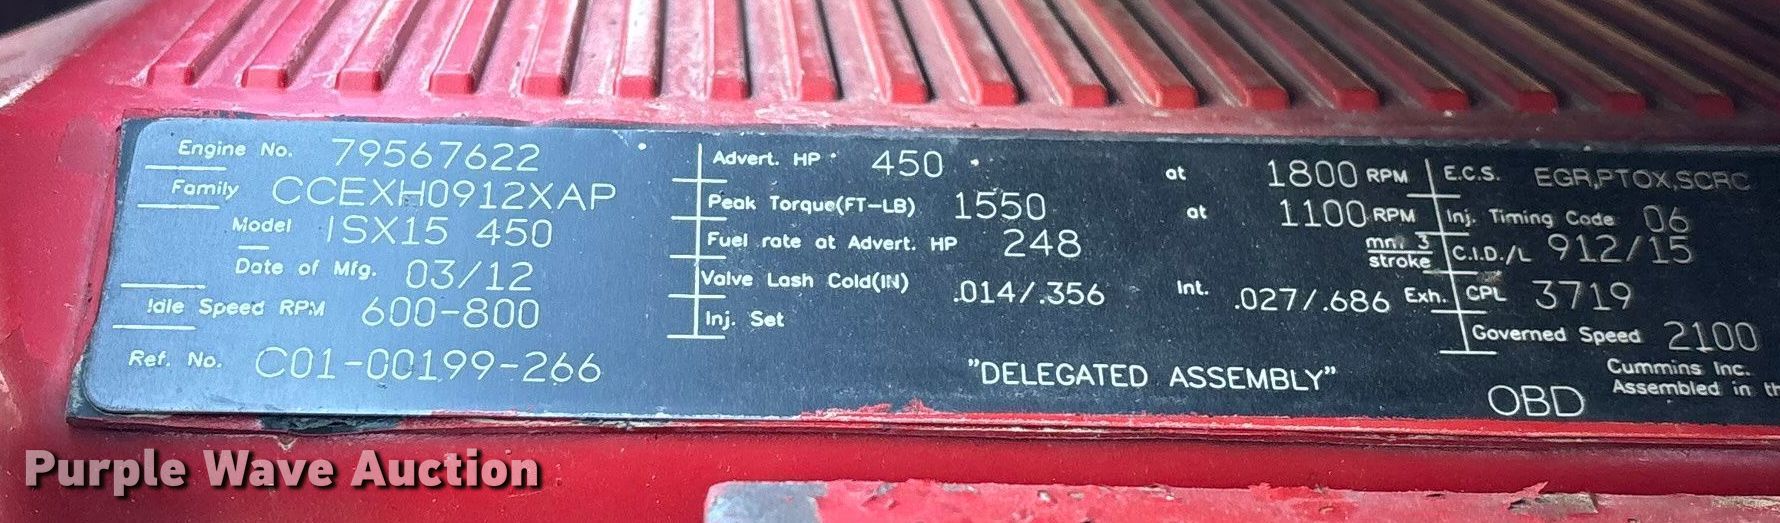 Engine No. 79567622
Family CCEXH0912XAP
Model ISX15 450
Date of Mfg. 03/12
Idle Speed RPM 600-800
Ref. No. C01-00199-266
Advert. HP 450 at 1800 RPM
Peak Torque(FT-LB) 1550 at 1100 RPM
Fuel rate at Advert. HP 248 mm 3 stroke
Valve Lash Cold(IN) .014/.356 Int. .027/.686 Exh.
Inj. Set
"DELEGATED ASSEMBLY"
E.C.S. EGR,PTOX,SCRC
Inj. Timing Code 06
C.I.D./L 912/15
CPL 3719
Governed Speed 2100
Cummins Inc.
OBD Assembled in
Purple Wave Auction